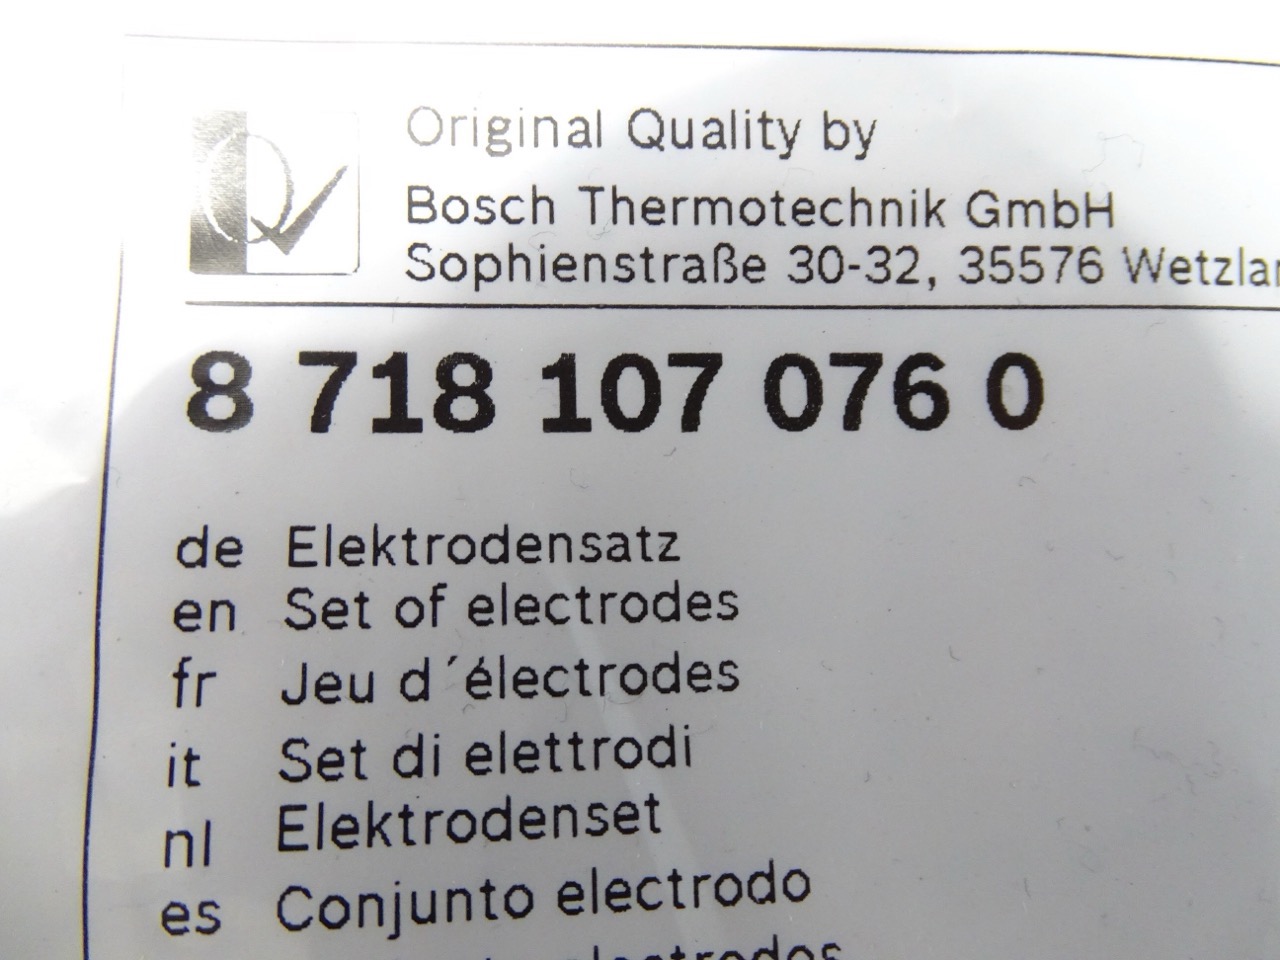 Original Quality by
Bosch Thermotechnik GmbH
Sophienstraße 30-32, 35576 Wetzlar
8 718 107 076 0
de Elektrodensatz
en Set of electrodes
fr Jeu d´électrodes
it Set di elettrodi
nl Elektrodenset
es Conjunto electrodo